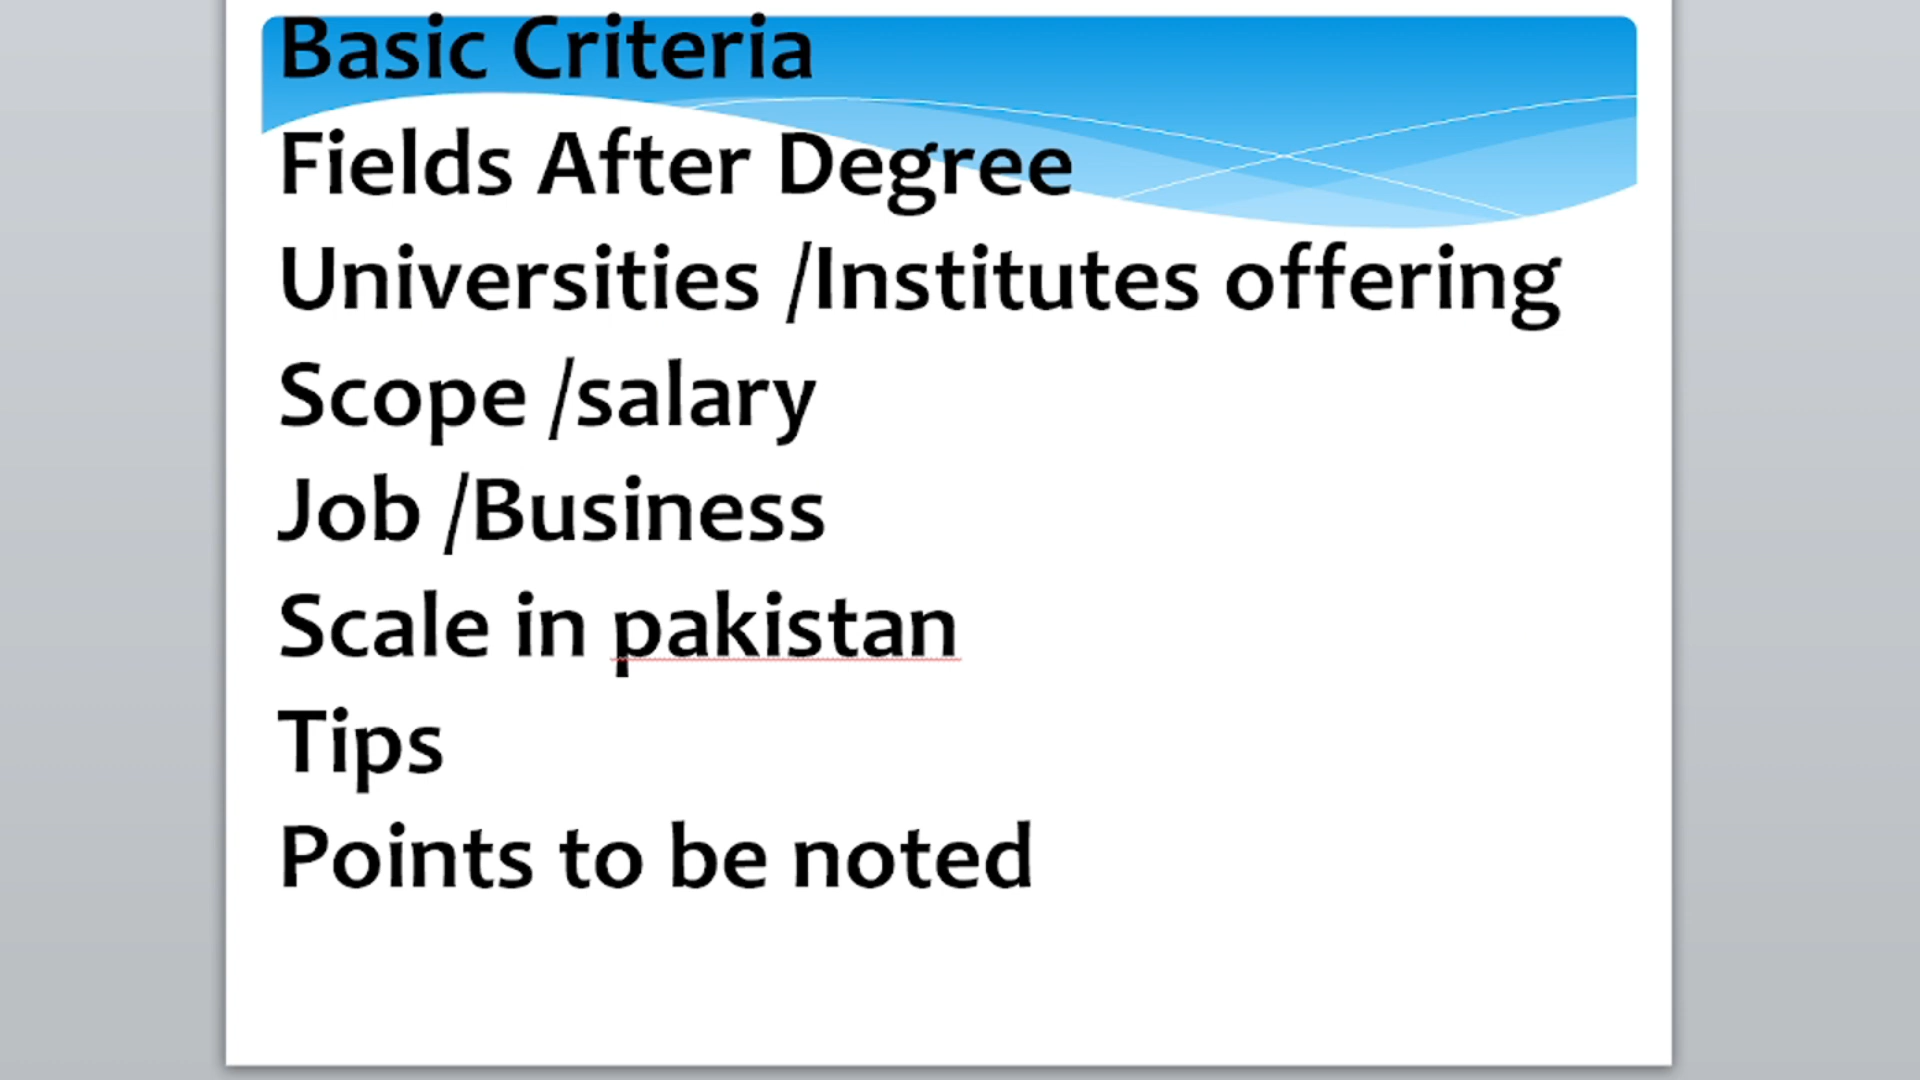 Basic Criteria
Fields After Degree
Universities /Institutes offering
Scope /salary
Job /Business
Scale in pakistan
Tips
Points to be noted